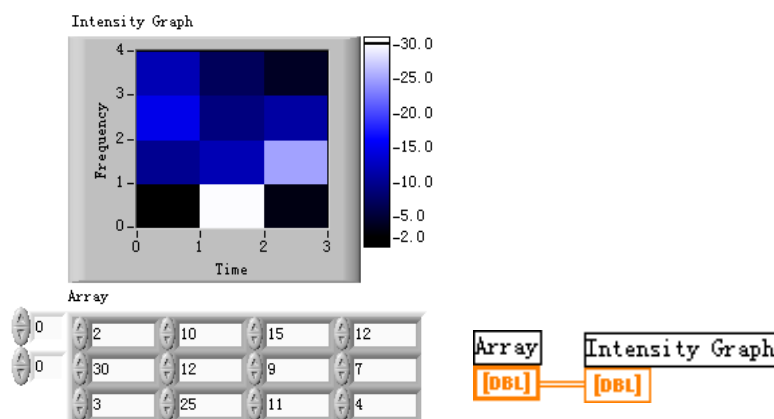 Intensity Graph
4
3
2
1
0
Frequency
0 1 2 3
Time
30.0
25.0
20.0
15.0
10.0
5.0
2.0
Array
0 2 10 15 12
0 30 12 9 7
3 25 11 4
Array Intensity Graph
[DBL] [DBL]